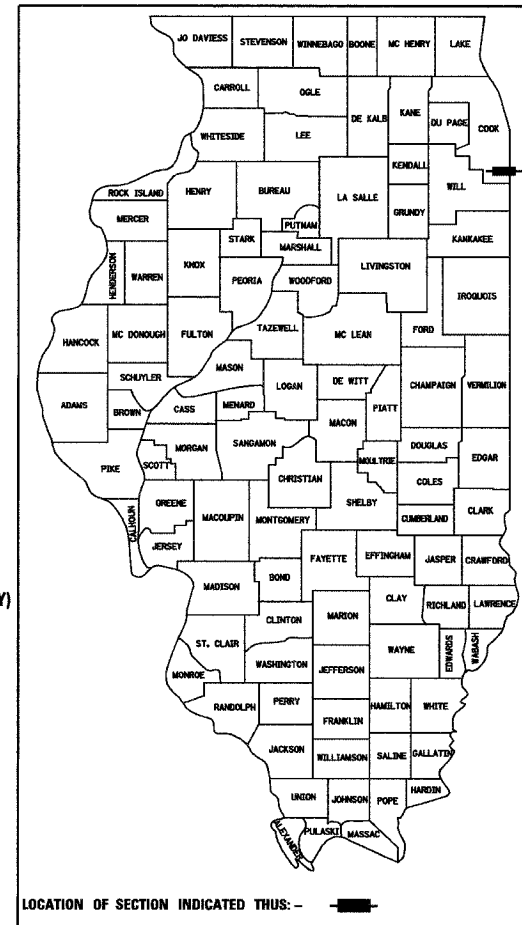 JO DAVIESS
STEVENSON
WINNEBAGO
BOONE
MC HENRY
LAKE
CARROLL
OGLE
DE KALB
KANE
DU PAGE
COOK
WHITESIDE
LEE
KENDALL
WILL
ROCK ISLAND
HENRY
BUREAU
LA SALLE
GRUNDY
MERCER
PUTNAM
KANKAKEE
HENDERSON
WARREN
KNOX
STARK
MARSHALL
LIVINGSTON
PEORIA
WOODFORD
IROQUOIS
HANCOCK
MC DONOUGH
FULTON
TAZEWELL
MC LEAN
FORD
MASON
SCHUYLER
LOGAN
DE WITT
CHAMPAIGN
VERMILION
ADAMS
BROWN
CASS
MENARD
PIATT
MACON
PIKE
SCOTT
MORGAN
SANGAMON
MOULTRIE
DOUGLAS
EDGAR
CHRISTIAN
COLES
CALHOUN
GREENE
MACOUPIN
MONTGOMERY
SHELBY
CUMBERLAND
CLARK
JERSEY
FAYETTE
EFFINGHAM
JASPER
CRAWFORD
MADISON
BOND
CLAY
RICHLAND
LAWRENCE
Y)
CLINTON
MARION
ST. CLAIR
WAYNE
EDWARDS
WABASH
WASHINGTON
JEFFERSON
MONROE
RANDOLPH
PERRY
HAMILTON
WHITE
FRANKLIN
JACKSON
WILLIAMSON
SALINE
GALLATIN
UNION
JOHNSON
POPE
HARDIN
ALEXANDER
PULASKI
MASSAC
LOCATION OF SECTION INDICATED THUS: -